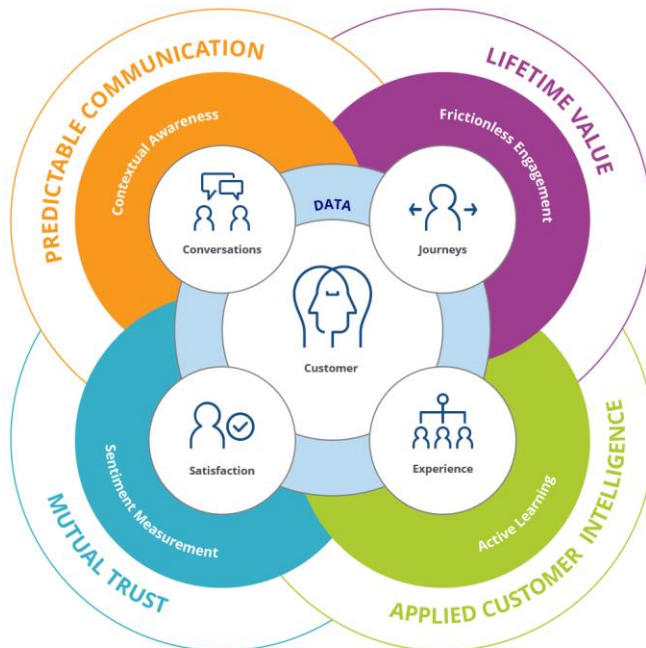 PREDICTABLE COMMUNICATION
Contextual Awareness
Conversations
LIFETIME VALUE
Frictionless Engagement
Journeys
DATA
Customer
MUTUAL TRUST
Sentiment Measurement
Satisfaction
APPLIED CUSTOMER INTELLIGENCE
Active Learning
Experience